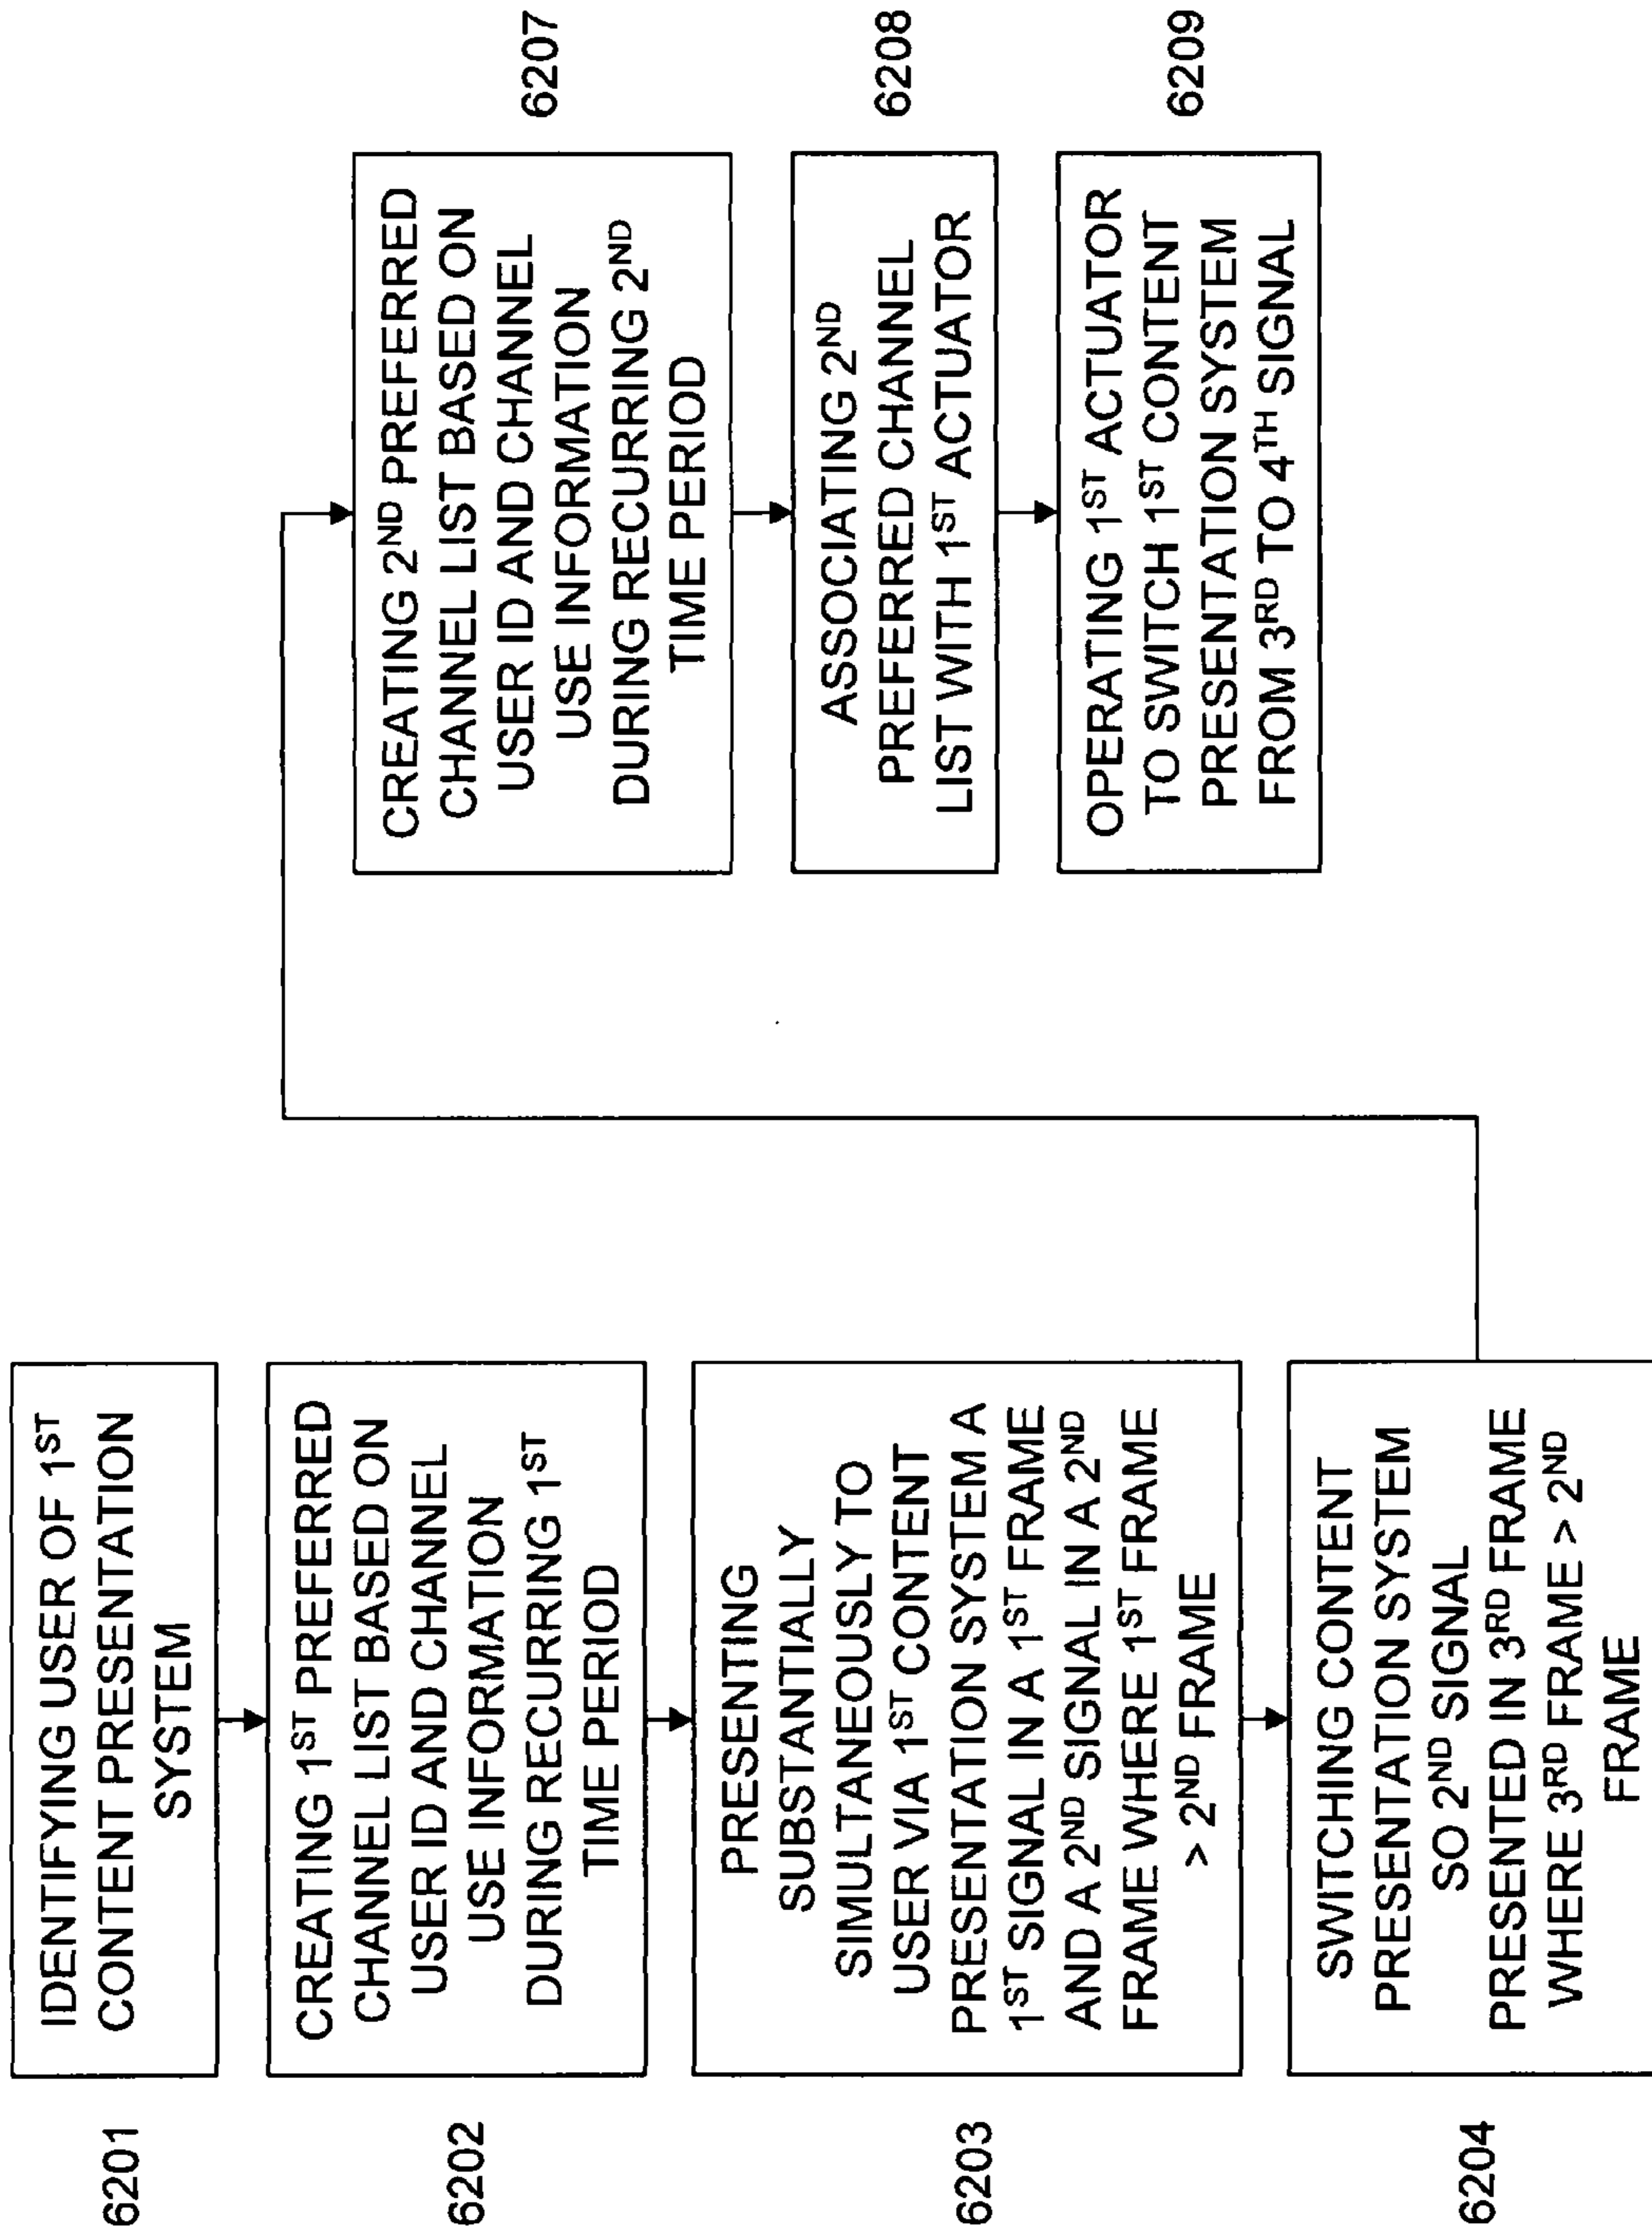 6201
IDENTIFYING USER OF 1ST
CONTENT PRESENTATION
SYSTEM
6202
CREATING 1ST PREFERRED
CHANNEL LIST BASED ON
USER ID AND CHANNEL
USE INFORMATION
DURING RECURRING 1ST
TIME PERIOD
6203
PRESENTING
SUBSTANTIALLY
SIMULTANEOUSLY TO
USER VIA 1ST CONTENT
PRESENTATION SYSTEM A
1ST SIGNAL IN A 1ST FRAME
AND A 2ND SIGNAL IN A 2ND
FRAME WHERE 1ST FRAME
> 2ND FRAME
6204
SWITCHING CONTENT
PRESENTATION SYSTEM
SO 2ND SIGNAL
PRESENTED IN 3RD FRAME
WHERE 3RD FRAME > 2ND
FRAME
CREATING 2ND PREFERRED
CHANNEL LIST BASED ON
USER ID AND CHANNEL
USE INFORMATION
DURING RECURRING 2ND
TIME PERIOD
6207
ASSOCIATING 2ND
PREFERRED CHANNEL
LIST WITH 1ST ACTUATOR
6208
OPERATING 1ST ACTUATOR
TO SWITCH 1ST CONTENT
PRESENTATION SYSTEM
FROM 3RD TO 4TH SIGNAL
6209